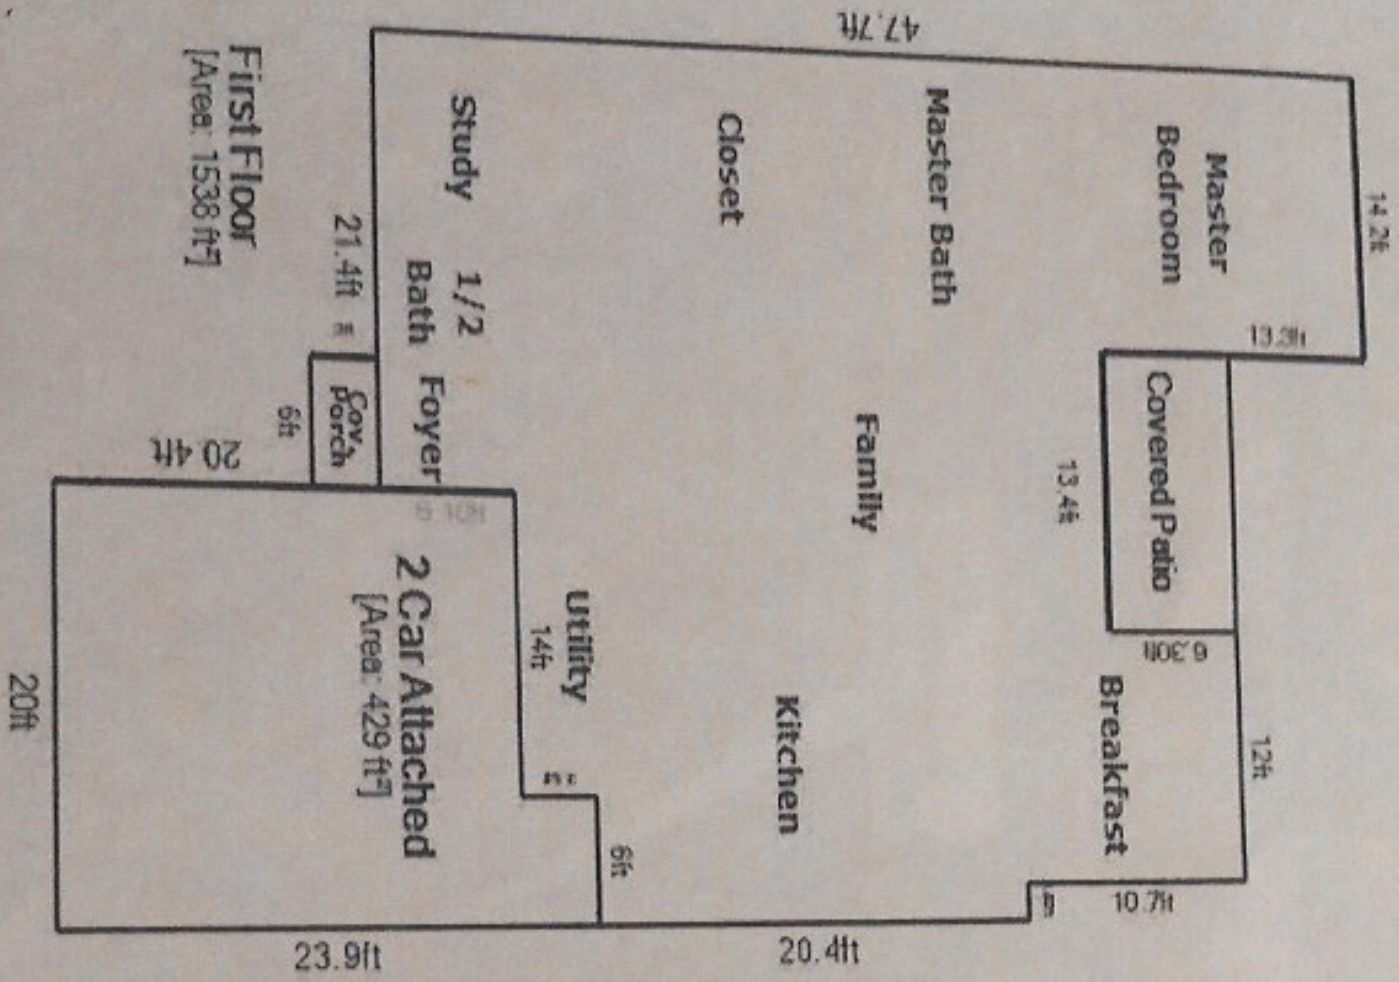 47.7ft
14.2ft
Master
Bedroom
13.3ft
Master Bath
Closet
Study
1/2
Bath
Foyer
21.4ft
First Floor
[Area: 1538 ft²]
Cov.
Porch
6ft
20.4ft
Covered Patio
13.4ft
6.30ft
Family
Breakfast
12ft
10.7ft
Kitchen
Utility
14ft
6ft
2 Car Attached
[Area: 429 ft²]
20ft
23.9ft
20.4ft